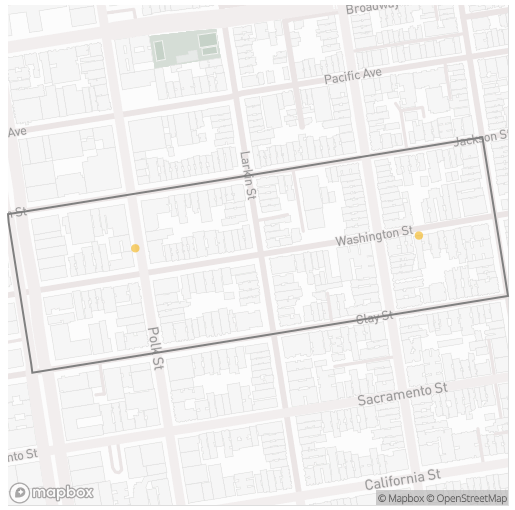 Broadway
Pacific Ave
Ave
Jackson St
Larkin St
n St
Washington St
Clay St
Polk St
Sacramento St
nto St
California St
mapbox
© Mapbox © OpenStreetMap